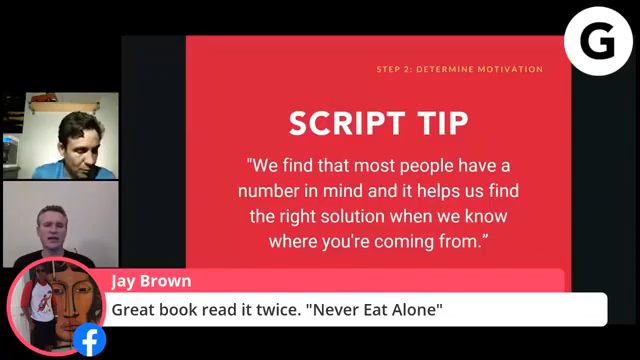 G
STEP 2: DETERMINE MOTIVATION
SCRIPT TIP
"We find that most people have a
number in mind and it helps us find
the right solution when we know
where you're coming from.”
Jay Brown
Great book read it twice. "Never Eat Alone"
f